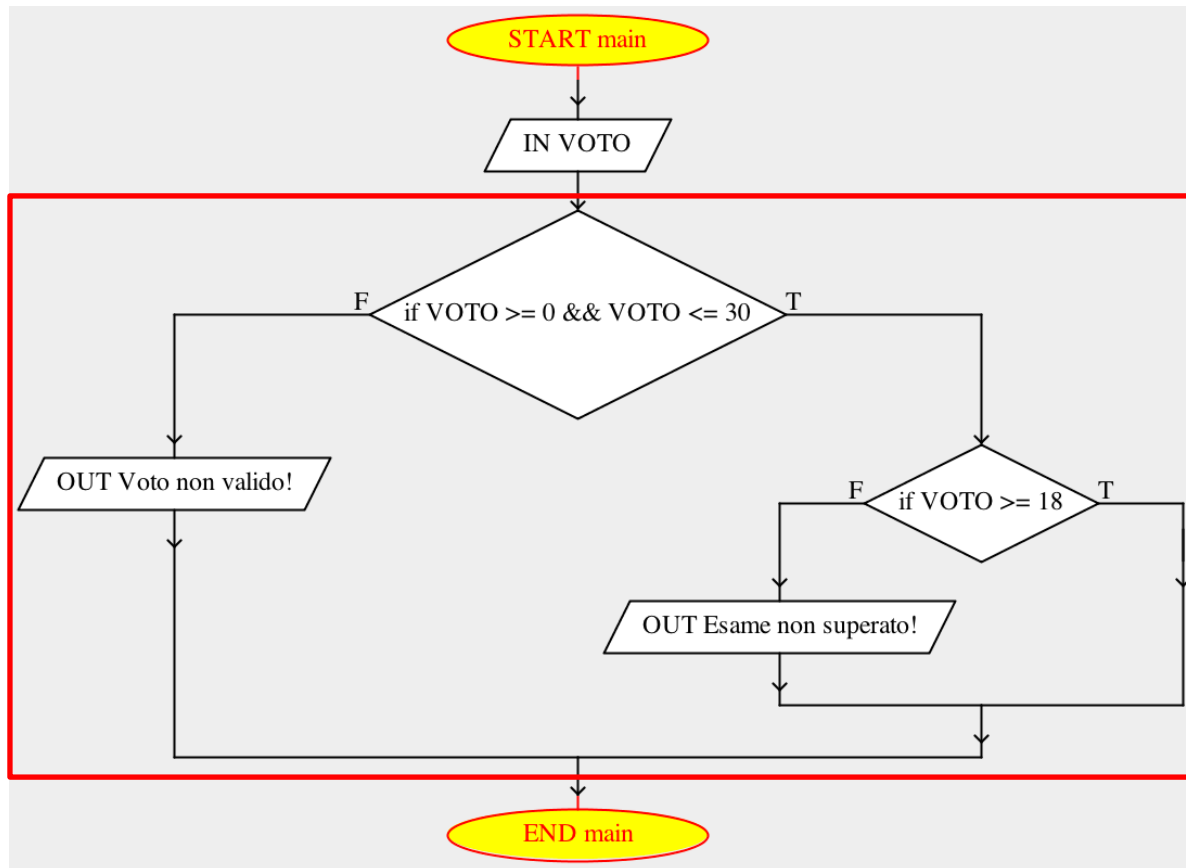 START main
IN VOTO
F
if VOTO >= 0 && VOTO <= 30
T
OUT Voto non valido!
F
if VOTO >= 18
T
OUT Esame non superato!
END main